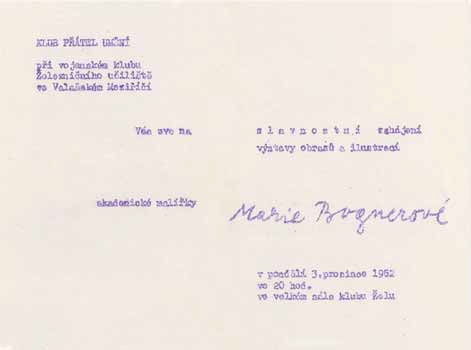 KLUB PŘÁTEL UMĚNÍ
při vojenském klubu
Železničního učiliště
ve Valašském Meziříčí
Vás zve na slavnostní zahájení
výstavy obrazů a ilustrací
akademické malířky Marie Bognerové
v pondělí 3.prosince 1962
ve 20 hod.
ve velkém sále klubu ŽelU